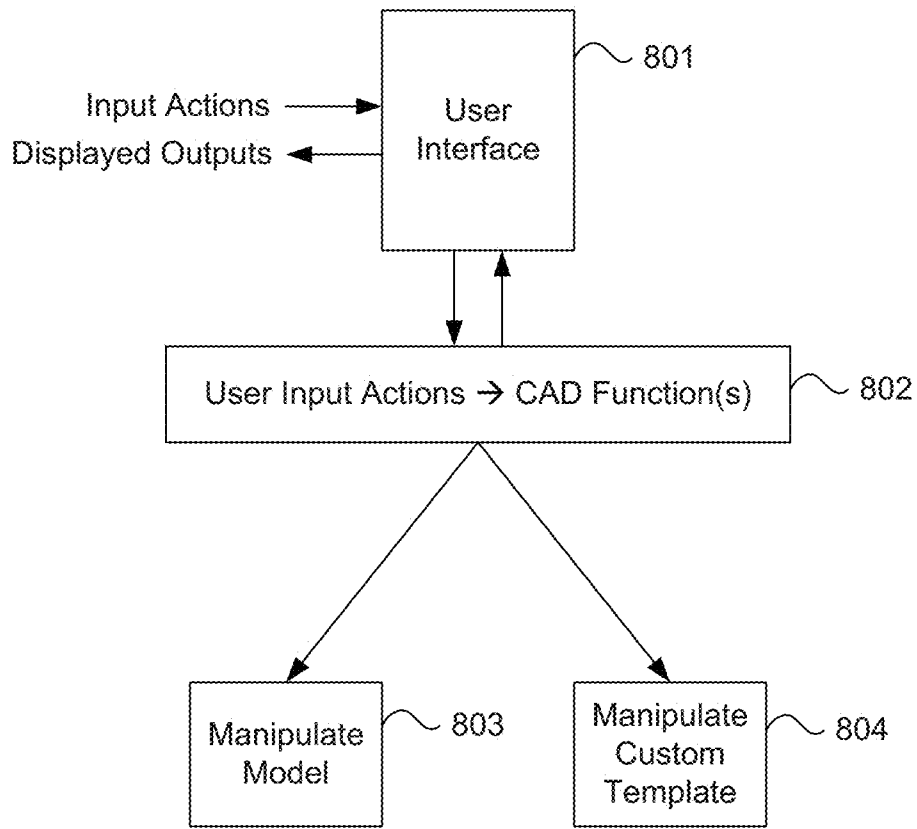 801
User
Interface
Input Actions
Displayed Outputs
User Input Actions → CAD Function(s)
802
Manipulate
Model
803
Manipulate
Custom
Template
804